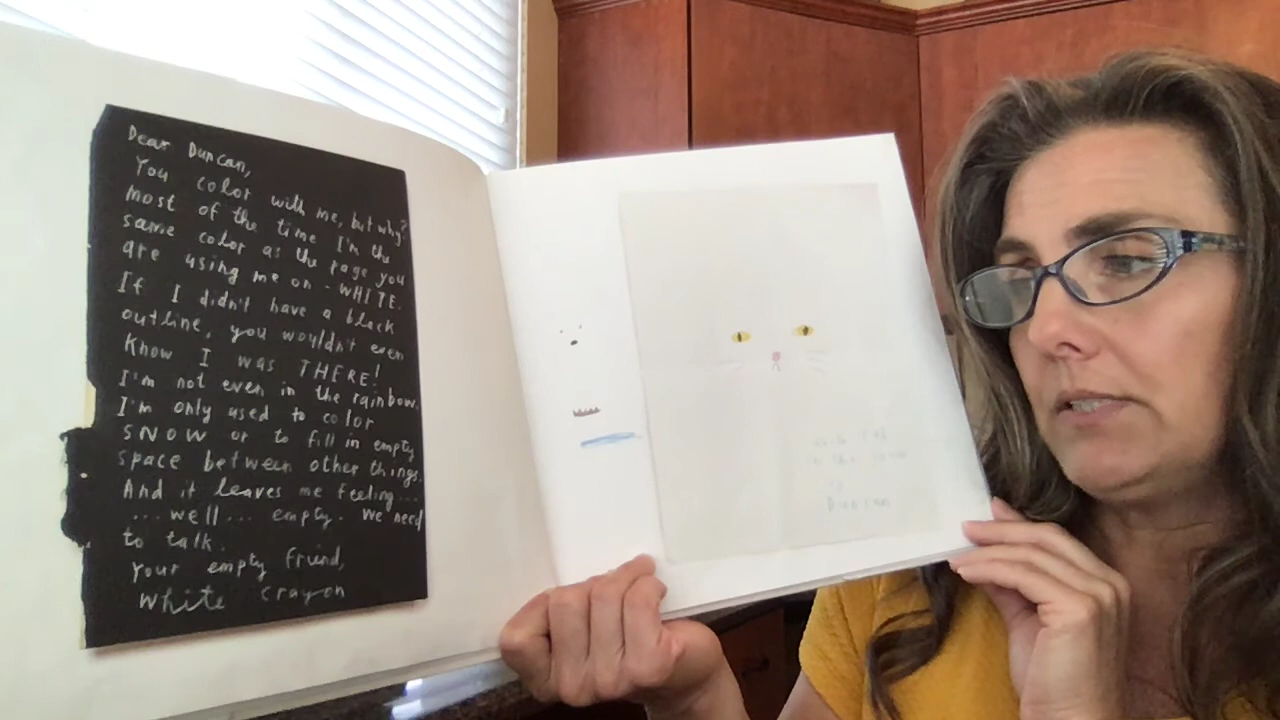 Dear Duncan,
You color with me, but why?
Most of the time I'm the
same color as the page you
are using me on - WHITE.
If I didn't have a black
outline, you wouldn't even
Know I was THERE!
I'm not even in the rainbow.
I'm only used to color
SNOW or to fill in empty
space between other things.
And it leaves me feeling...
...well... empty. We need
to talk.
Your empty friend,
White Crayon
Duncan